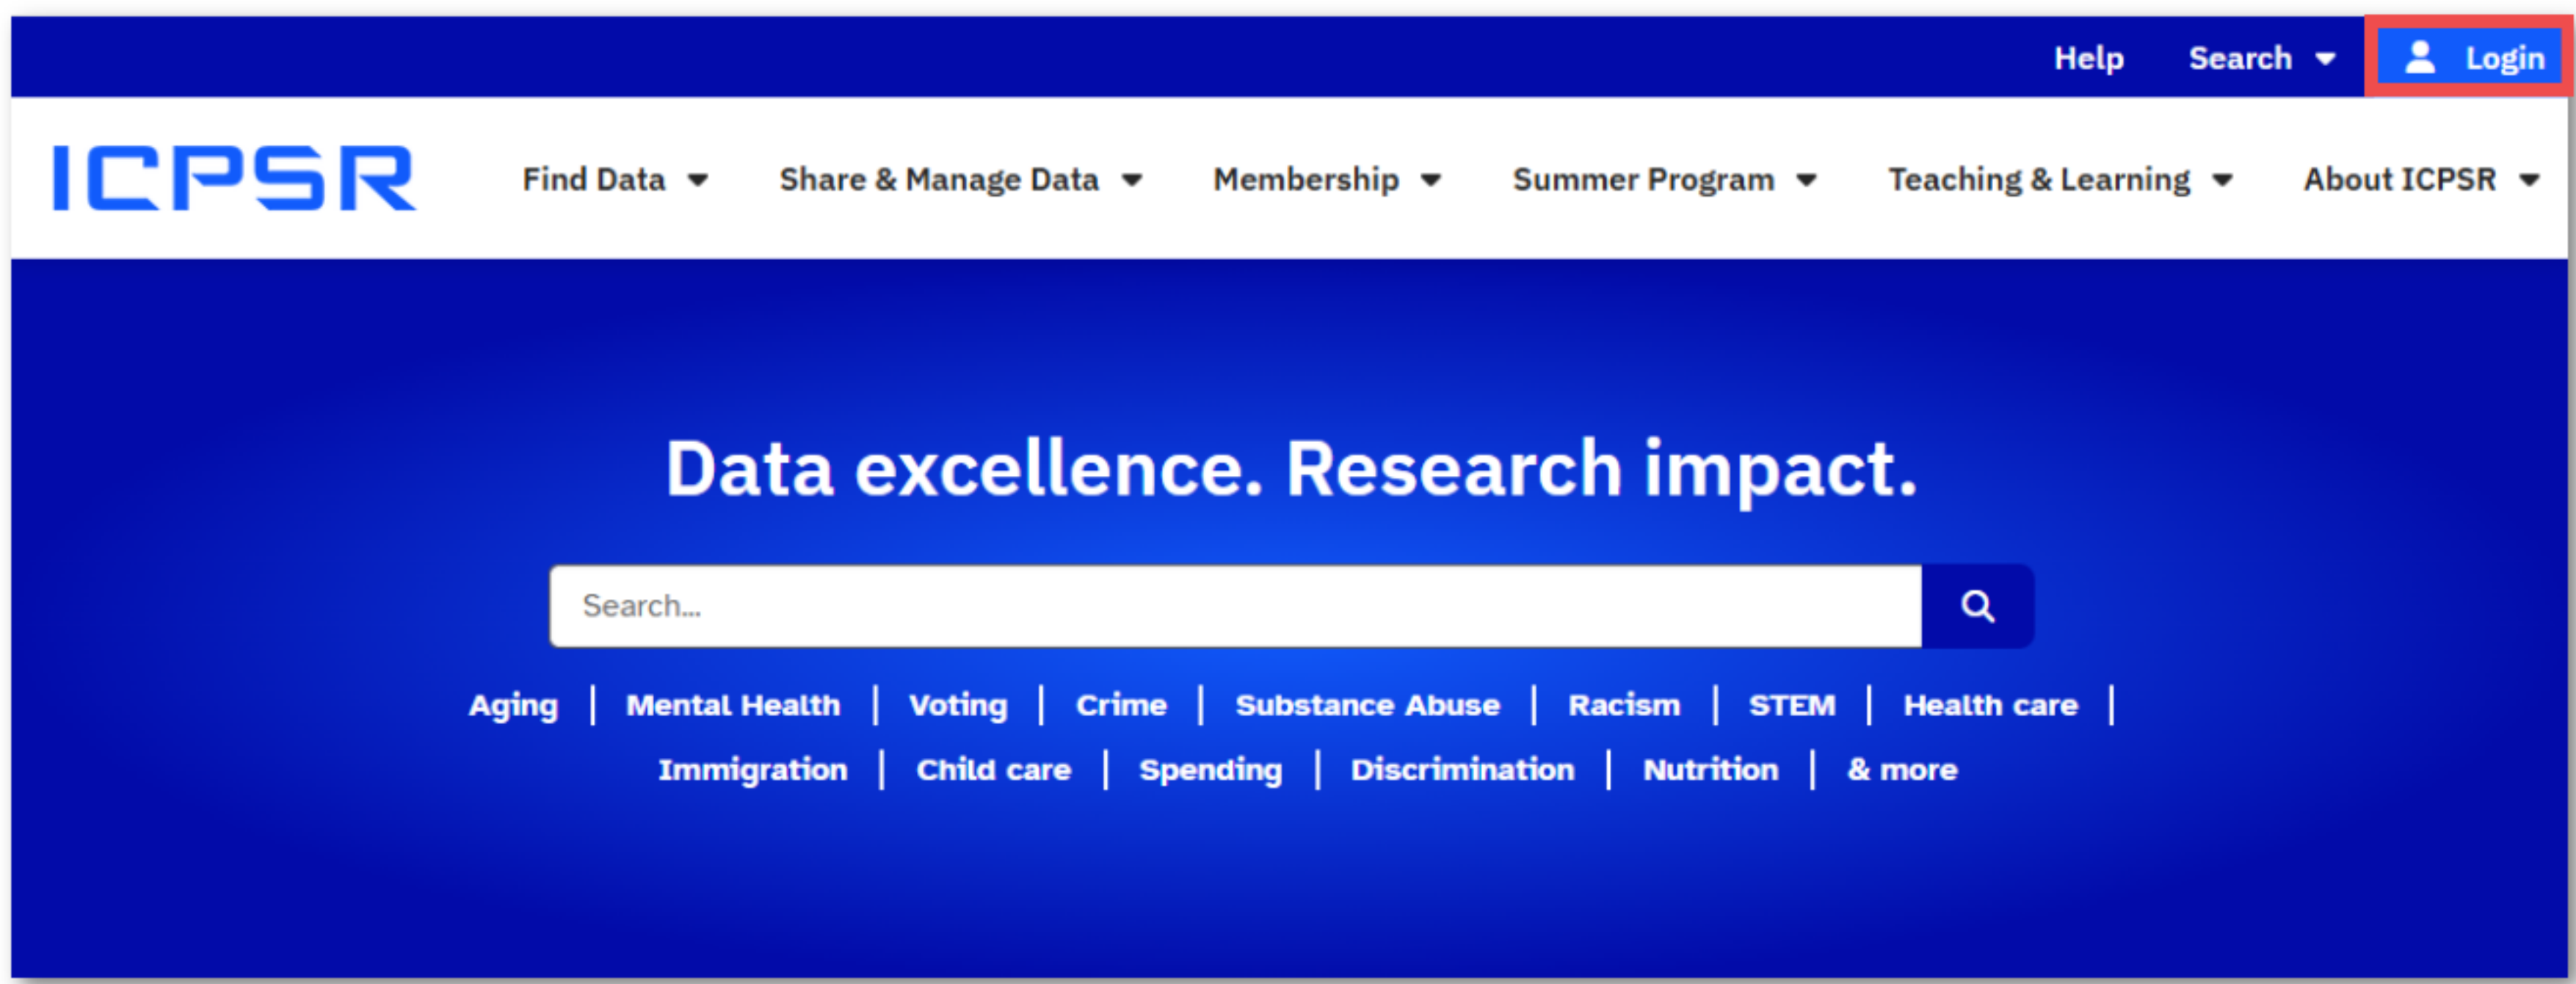 Help Search Login
ICPSR Find Data Share & Manage Data Membership Summer Program Teaching & Learning About ICPSR
Data excellence. Research impact.
Search...
Aging | Mental Health | Voting | Crime | Substance Abuse | Racism | STEM | Health care |
Immigration | Child care | Spending | Discrimination | Nutrition | & more